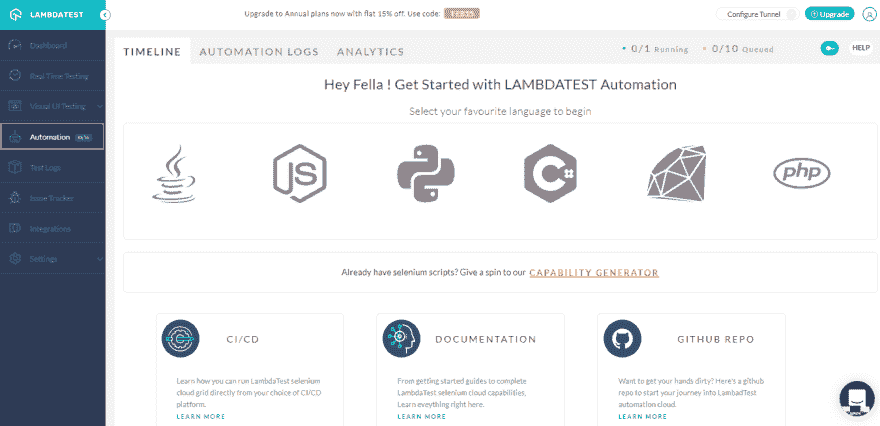 LAMBDATEST
Upgrade to Annual plans now with flat 15% off. Use code:
Configure Tunnel
Upgrade
Dashboard
Real Time Testing
Visual UI Testing
Automation
Test Logs
Issue Tracker
Integrations
Settings
TIMELINE AUTOMATION LOGS ANALYTICS
0/1 Running 0/10 Queued
HELP
Hey Fella ! Get Started with LAMBDATEST Automation
Select your favourite language to begin
JS
C#
php
Already have selenium scripts? Give a spin to our CAPABILITY GENERATOR
CI/CD
Learn how you can run LambdaTest selenium
cloud grid directly from your choice of CI/CD
platform.
LEARN MORE
DOCUMENTATION
From getting started guides to complete
LambdaTest selenium cloud capabilities,
Learn eveything right here.
LEARN MORE
GITHUB REPO
Want to get your hands dirty? Here's a github
repo to start your journey into LambadTest
automation cloud.
LEARN MORE